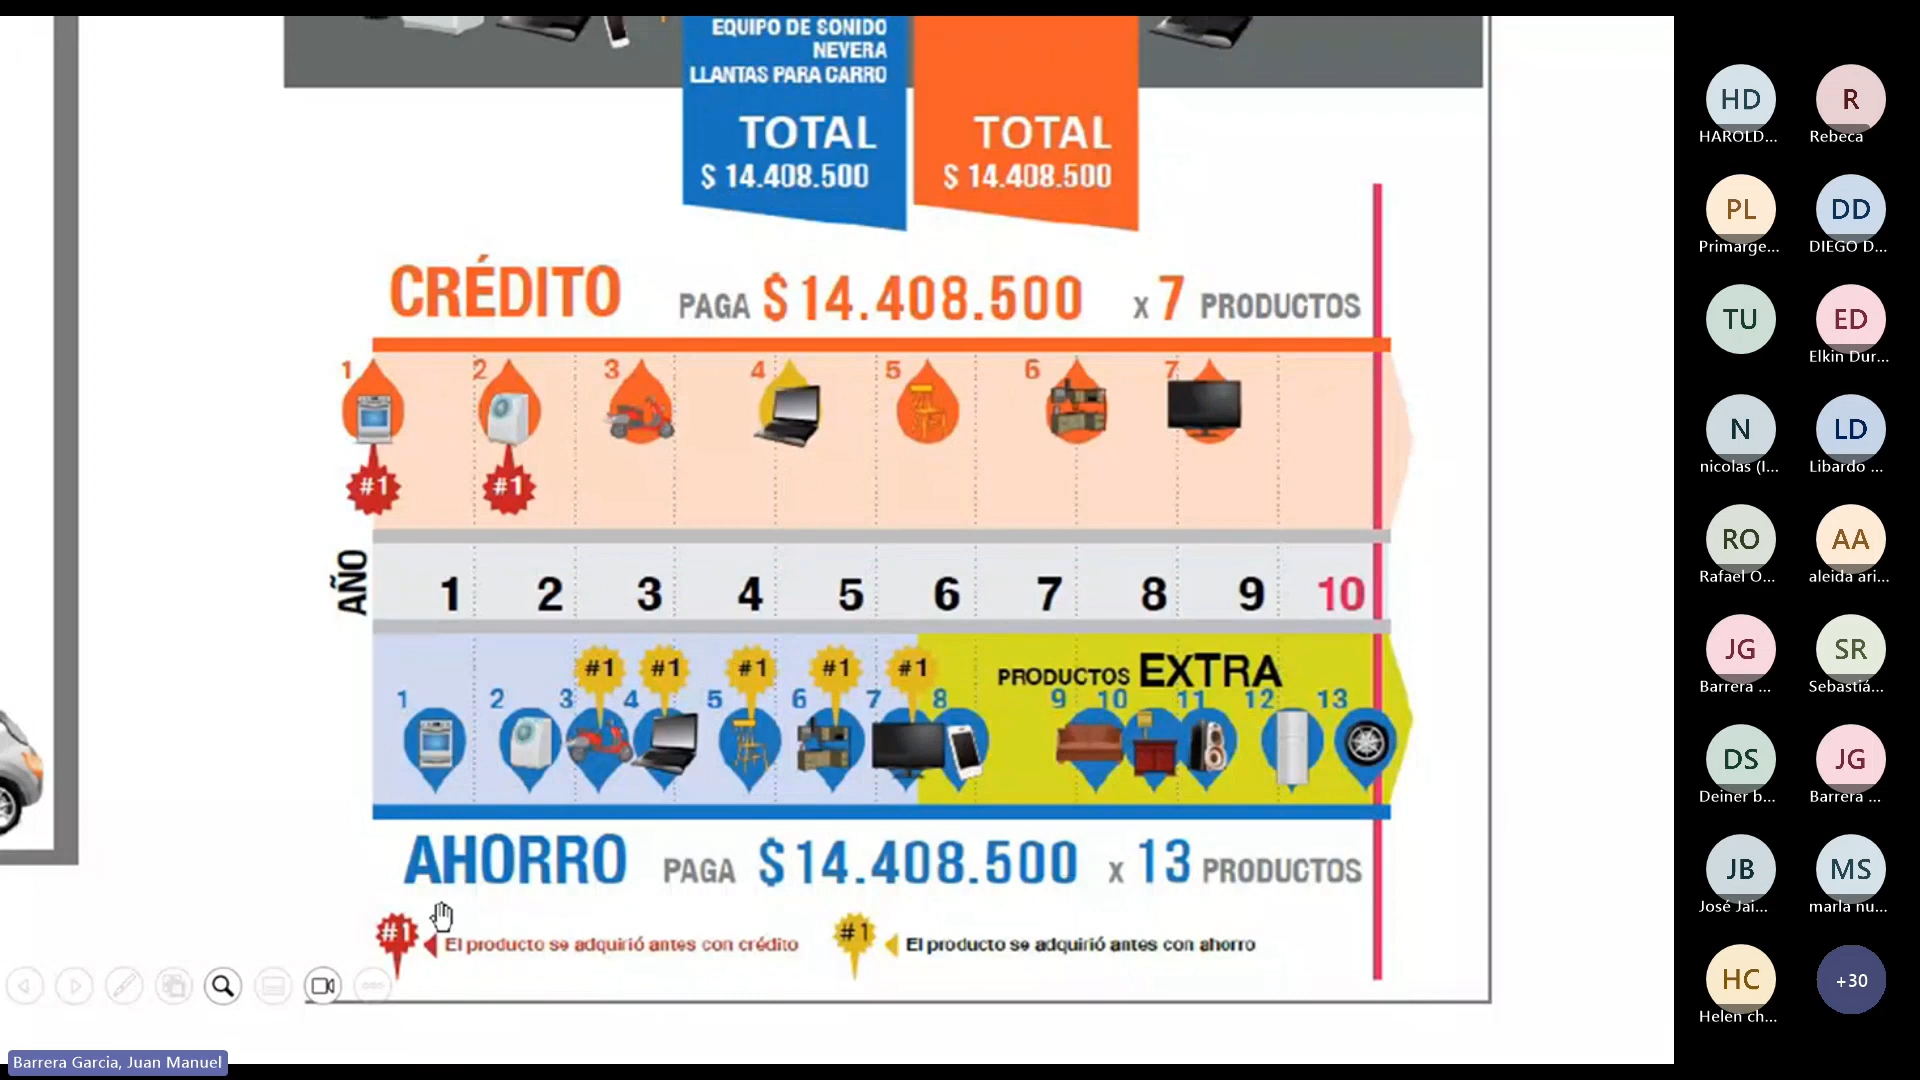 EQUIPO DE SONIDO
NEVERA
LLANTAS PARA CARRO
TOTAL
$ 14.408.500
TOTAL
$ 14.408.500
CRÉDITO PAGA $14.408.500 x 7 PRODUCTOS
1 2 3 4 5 6 7
#1 #1
AÑO 1 2 3 4 5 6 7 8 9 10
#1 #1 #1 #1 #1
PRODUCTOS EXTRA
1 2 3 4 5 6 7 8 9 10 11 12 13
AHORRO PAGA $14.408.500 x 13 PRODUCTOS
#1 El producto se adquirió antes con crédito
#1 El producto se adquirió antes con ahorro
Barrera Garcia, Juan Manuel
HD R
HAROLD... Rebeca
PL DD
Primarge... DIEGO D...
TU ED
Elkin Dur...
N LD
nicolas (I... Libardo ...
RO AA
Rafael O... aleida ari...
JG SR
Barrera ... Sebastiá...
DS JG
Deiner b... Barrera ...
JB MS
José Jai... marla nu...
HC +30
Helen ch...